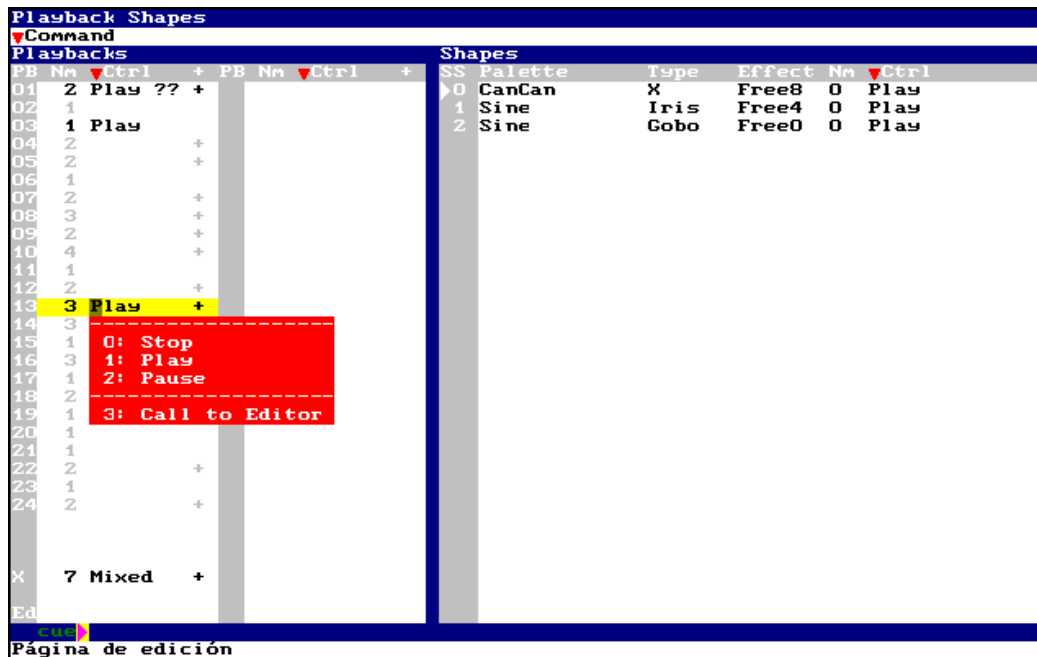 Playback Shapes
▼Command
Playbacks
PB Nm ▼Ctrl + PB Nm ▼Ctrl +
01 2 Play ?? +
02 1
03 1 Play
04 2 +
05 2 +
06 1
07 2 +
08 3 +
09 2 +
10 4 +
11 1
12 2 +
13 3 Play +
14 3
15 1
16 3
17 1
18 2
19 1
20 1
21 1
22 2 +
23 1
24 2 +
X 7 Mixed +
Ed
0: Stop
1: Play
2: Pause
3: Call to Editor
Shapes
SS Palette Type Effect Nm ▼Ctrl
0 CanCan X Free8 0 Play
1 Sine Iris Free4 0 Play
2 Sine Gobo Free0 0 Play
cue
Página de edición